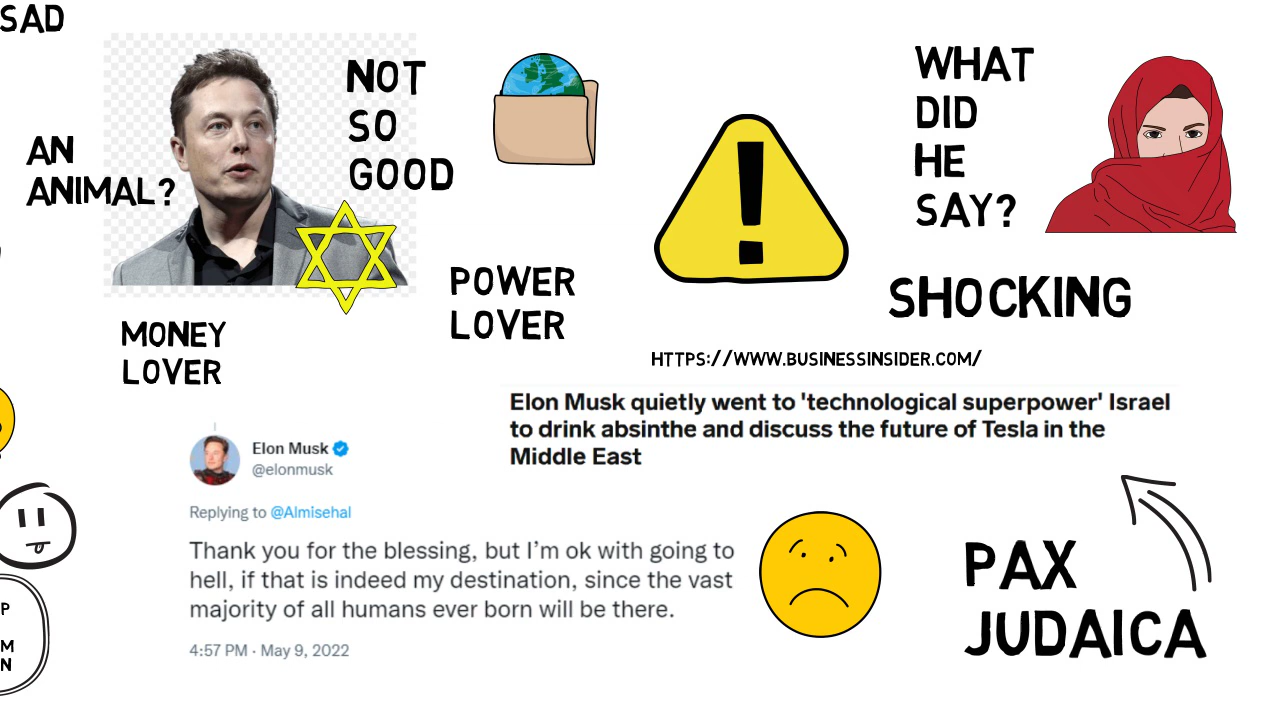 SAD
NOT
SO
GOOD
AN
ANIMAL?
MONEY
LOVER
POWER
LOVER
WHAT
DID
HE
SAY?
SHOCKING
HTTPS://WWW.BUSINESSINSIDER.COM/
Elon Musk quietly went to 'technological superpower' Israel
to drink absinthe and discuss the future of Tesla in the
Middle East
Elon Musk
@elonmusk
Replying to @Almisehal
Thank you for the blessing, but I'm ok with going to
hell, if that is indeed my destination, since the vast
majority of all humans ever born will be there.
4:57 PM · May 9, 2022
PAX
JUDAICA
P
M
N